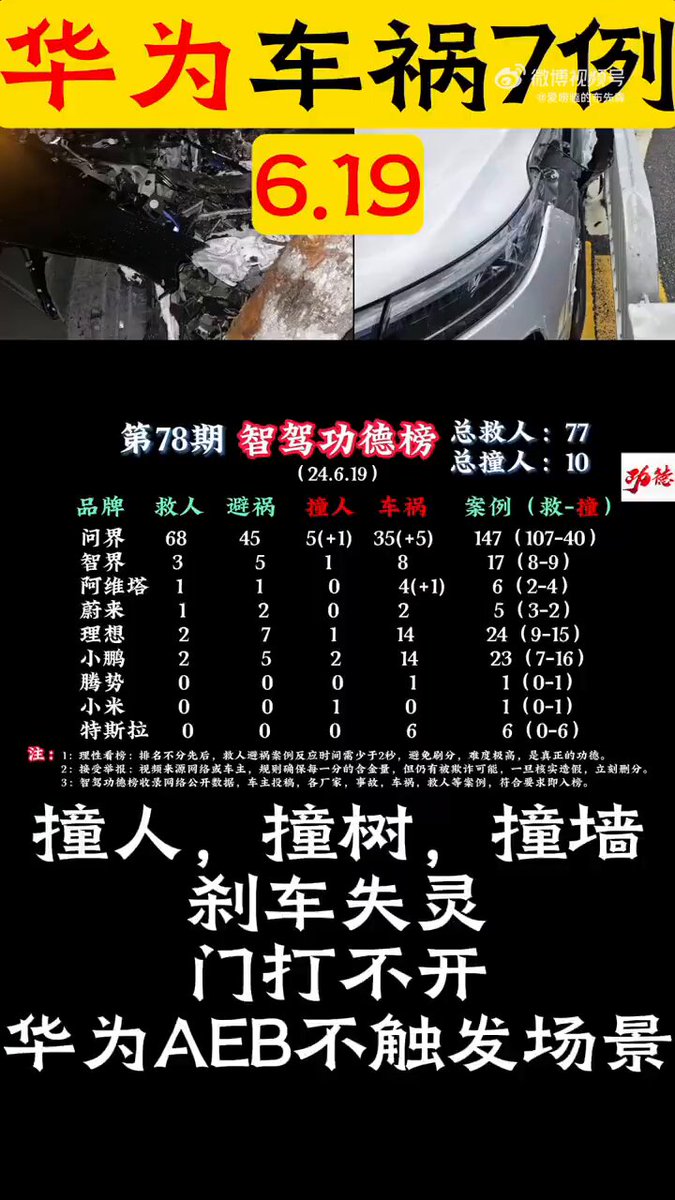 华为车祸7例
微博视频号
6.19
第78期 智驾功德榜 总救人：77
总撞人：10
（24.6.19）
功德
品牌 救人 避祸 撞人 车祸 案例（救-撞）
问界 68 45 5(+1) 35(+5) 147（107-40）
智界 3 5 1 8 17（8-9）
阿维塔 1 1 0 4(+1) 6（2-4）
蔚来 1 2 0 2 5（3-2）
理想 2 7 1 14 24（9-15）
小鹏 2 5 2 14 23（7-16）
腾势 0 0 0 1 1（0-1）
小米 0 0 1 0 1（0-1）
特斯拉 0 0 0 6 6（0-6）
注：1：理性看榜：排名不分先后，救人避祸案例反应时间需少于2秒，避免刷分，难度极高，是真正的功德。
2：接受举报：视频来源网络或车主，规则确保每一分的含金量，但仍有被欺诈可能，一旦核实造假，立刻删分。
3：智驾功德榜收录网络公开数据，车主投稿，各厂家，事故，车祸，救人等案例，符合要求即入榜。
撞人，撞树，撞墙
刹车失灵
门打不开
华为AEB不触发场景